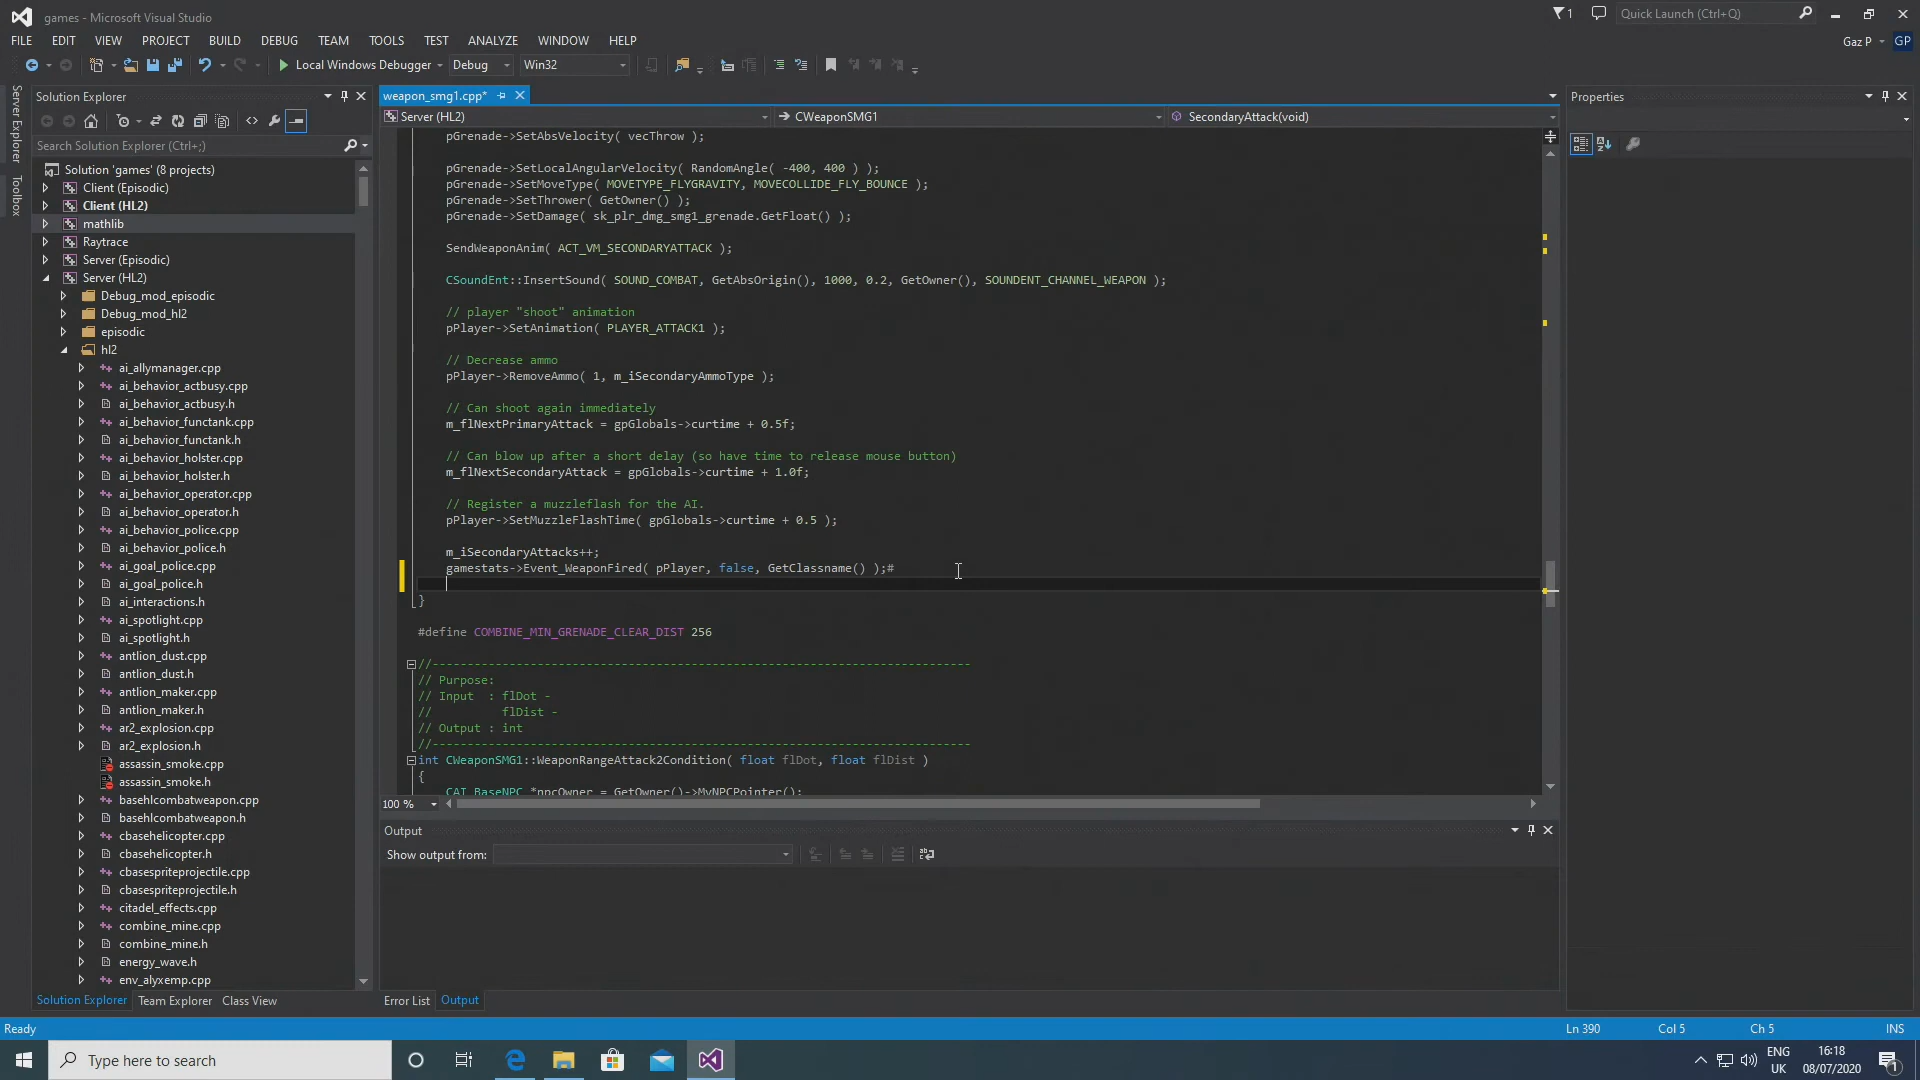 games - Microsoft Visual Studio
1
Quick Launch (Ctrl+Q)
FILE EDIT VIEW PROJECT BUILD DEBUG TEAM TOOLS TEST ANALYZE WINDOW HELP
Gaz P GP
Local Windows Debugger Debug Win32
Server Explorer
Toolbox
Solution Explorer
Search Solution Explorer (Ctrl+;)
Solution 'games' (8 projects)
Client (Episodic)
Client (HL2)
mathlib
Raytrace
Server (Episodic)
Server (HL2)
Debug_mod_episodic
Debug_mod_hl2
episodic
hl2
ai_allymanager.cpp
ai_behavior_actbusy.cpp
ai_behavior_actbusy.h
ai_behavior_functank.cpp
ai_behavior_functank.h
ai_behavior_holster.cpp
ai_behavior_holster.h
ai_behavior_operator.cpp
ai_behavior_operator.h
ai_behavior_police.cpp
ai_behavior_police.h
ai_goal_police.cpp
ai_goal_police.h
ai_interactions.h
ai_spotlight.cpp
ai_spotlight.h
antlion_dust.cpp
antlion_dust.h
antlion_maker.cpp
antlion_maker.h
ar2_explosion.cpp
ar2_explosion.h
assassin_smoke.cpp
assassin_smoke.h
basehlcombatweapon.cpp
basehlcombatweapon.h
cbasehelicopter.cpp
cbasehelicopter.h
cbasespriteprojectile.cpp
cbasespriteprojectile.h
citadel_effects.cpp
combine_mine.cpp
combine_mine.h
energy_wave.h
env_alyxemp.cpp
Solution Explorer Team Explorer Class View
weapon_smg1.cpp*
Server (HL2) CWeaponSMG1 SecondaryAttack(void)
pGrenade->SetAbsVelocity( vecThrow );
pGrenade->SetLocalAngularVelocity( RandomAngle( -400, 400 ) );
pGrenade->SetMoveType( MOVETYPE_FLYGRAVITY, MOVECOLLIDE_FLY_BOUNCE );
pGrenade->SetThrower( GetOwner() );
pGrenade->SetDamage( sk_plr_dmg_smg1_grenade.GetFloat() );
SendWeaponAnim( ACT_VM_SECONDARYATTACK );
CSoundEnt::InsertSound( SOUND_COMBAT, GetAbsOrigin(), 1000, 0.2, GetOwner(), SOUNDENT_CHANNEL_WEAPON );
// player "shoot" animation
pPlayer->SetAnimation( PLAYER_ATTACK1 );
// Decrease ammo
pPlayer->RemoveAmmo( 1, m_iSecondaryAmmoType );
// Can shoot again immediately
m_flNextPrimaryAttack = gpGlobals->curtime + 0.5f;
// Can blow up after a short delay (so have time to release mouse button)
m_flNextSecondaryAttack = gpGlobals->curtime + 1.0f;
// Register a muzzleflash for the AI.
pPlayer->SetMuzzleFlashTime( gpGlobals->curtime + 0.5 );
m_iSecondaryAttacks++;
gamestats->Event_WeaponFired( pPlayer, false, GetClassname() );#
}
#define COMBINE_MIN_GRENADE_CLEAR_DIST 256
//-----------------------------------------------------------------------------
// Purpose:
// Input : flDot -
// flDist -
// Output : int
//-----------------------------------------------------------------------------
int CWeaponSMG1::WeaponRangeAttack2Condition( float flDot, float flDist )
{
CAI_BaseNPC *npcOwner = GetOwner()->MyNPCPointer();
100 %
Output
Show output from:
Error List Output
Properties
Ready Ln 390 Col 5 Ch 5 INS
Type here to search
ENG
UK
16:18
08/07/2020
1